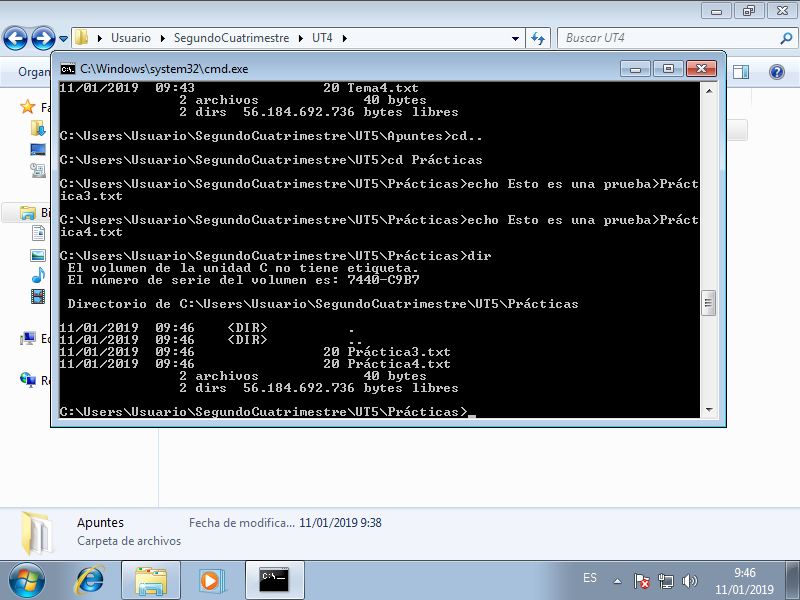 Usuario
SegundoCuatrimestre
UT4
Buscar UT4
Organ
C:\Windows\system32\cmd.exe
Fa
Bi
Ec
Re
11/01/2019  09:43                20 Tema4.txt
               2 archivos             40 bytes
               2 dirs  56.184.692.736 bytes libres
C:\Users\Usuario\SegundoCuatrimestre\UT5\Apuntes>cd..
C:\Users\Usuario\SegundoCuatrimestre\UT5>cd Prácticas
C:\Users\Usuario\SegundoCuatrimestre\UT5\Prácticas>echo Esto es una prueba>Práct
ica3.txt
C:\Users\Usuario\SegundoCuatrimestre\UT5\Prácticas>echo Esto es una prueba>Práct
ica4.txt
C:\Users\Usuario\SegundoCuatrimestre\UT5\Prácticas>dir
 El volumen de la unidad C no tiene etiqueta.
 El número de serie del volumen es: 7440-C9B7
 Directorio de C:\Users\Usuario\SegundoCuatrimestre\UT5\Prácticas
11/01/2019  09:46    <DIR>          .
11/01/2019  09:46    <DIR>          ..
11/01/2019  09:46                20 Práctica3.txt
11/01/2019  09:46                20 Práctica4.txt
               2 archivos             40 bytes
               2 dirs  56.184.692.736 bytes libres
C:\Users\Usuario\SegundoCuatrimestre\UT5\Prácticas>_
Apuntes
Fecha de modifica... 11/01/2019 9:38
Carpeta de archivos
C:\_
ES
9:46
11/01/2019